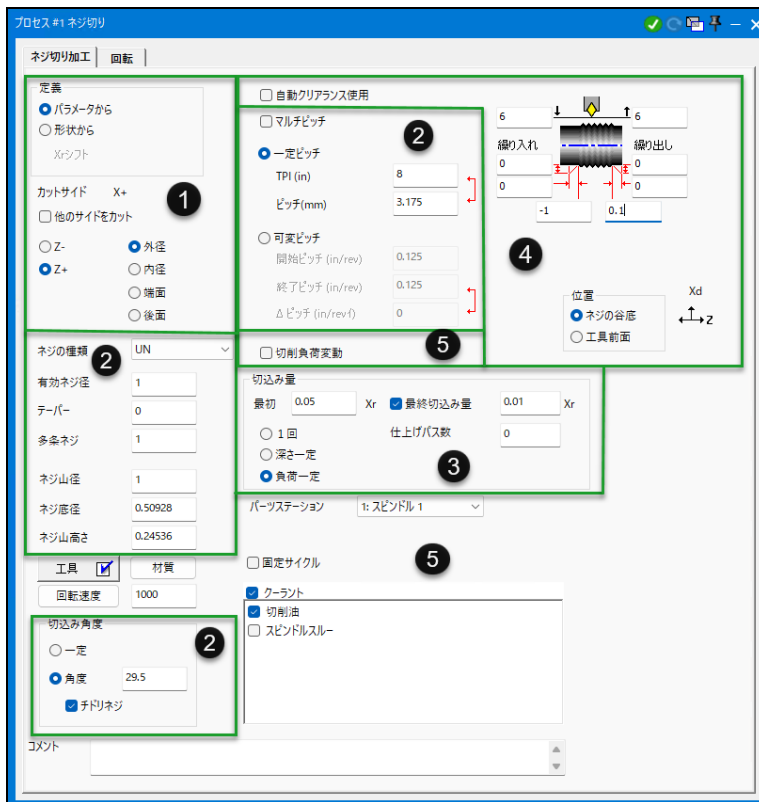 プロセス #1 ネジ切り
ネジ切り加工
回転
定義
パラメータから
形状から
Xrシフト
カットサイド X+
他のサイドをカット
1
Z-
Z+
外径
内径
端面
後面
自動クリアランス使用
マルチピッチ
2
一定ピッチ
TPI (in) 8
ピッチ(mm) 3.175
可変ピッチ
開始ピッチ (in/rev) 0.125
終了ピッチ (in/rev) 0.125
Δ ピッチ (in/rev) 0
6 6
繰り入れ 繰り出し
0 0
0 0
-1 0.1
4
位置
ネジの谷底
工具前面
Xd
Z
ネジの種類 UN
2
有効ネジ径 1
テーパー 0
多条ネジ 1
ネジ山径 1
ネジ底径 0.50928
ネジ山高さ 0.24536
切削負荷変動
5
切込み量
最初 0.05 Xr 最終切込み量 0.01 Xr
1 回
深さ一定
負荷一定
仕上げパス数 0
3
パーツステーション 1: スピンドル 1
工具 材質
回転速度 1000
固定サイクル
5
クーラント
切削油
スピンドルスルー
切込み角度
2
一定
角度 29.5
チドリネジ
コメント